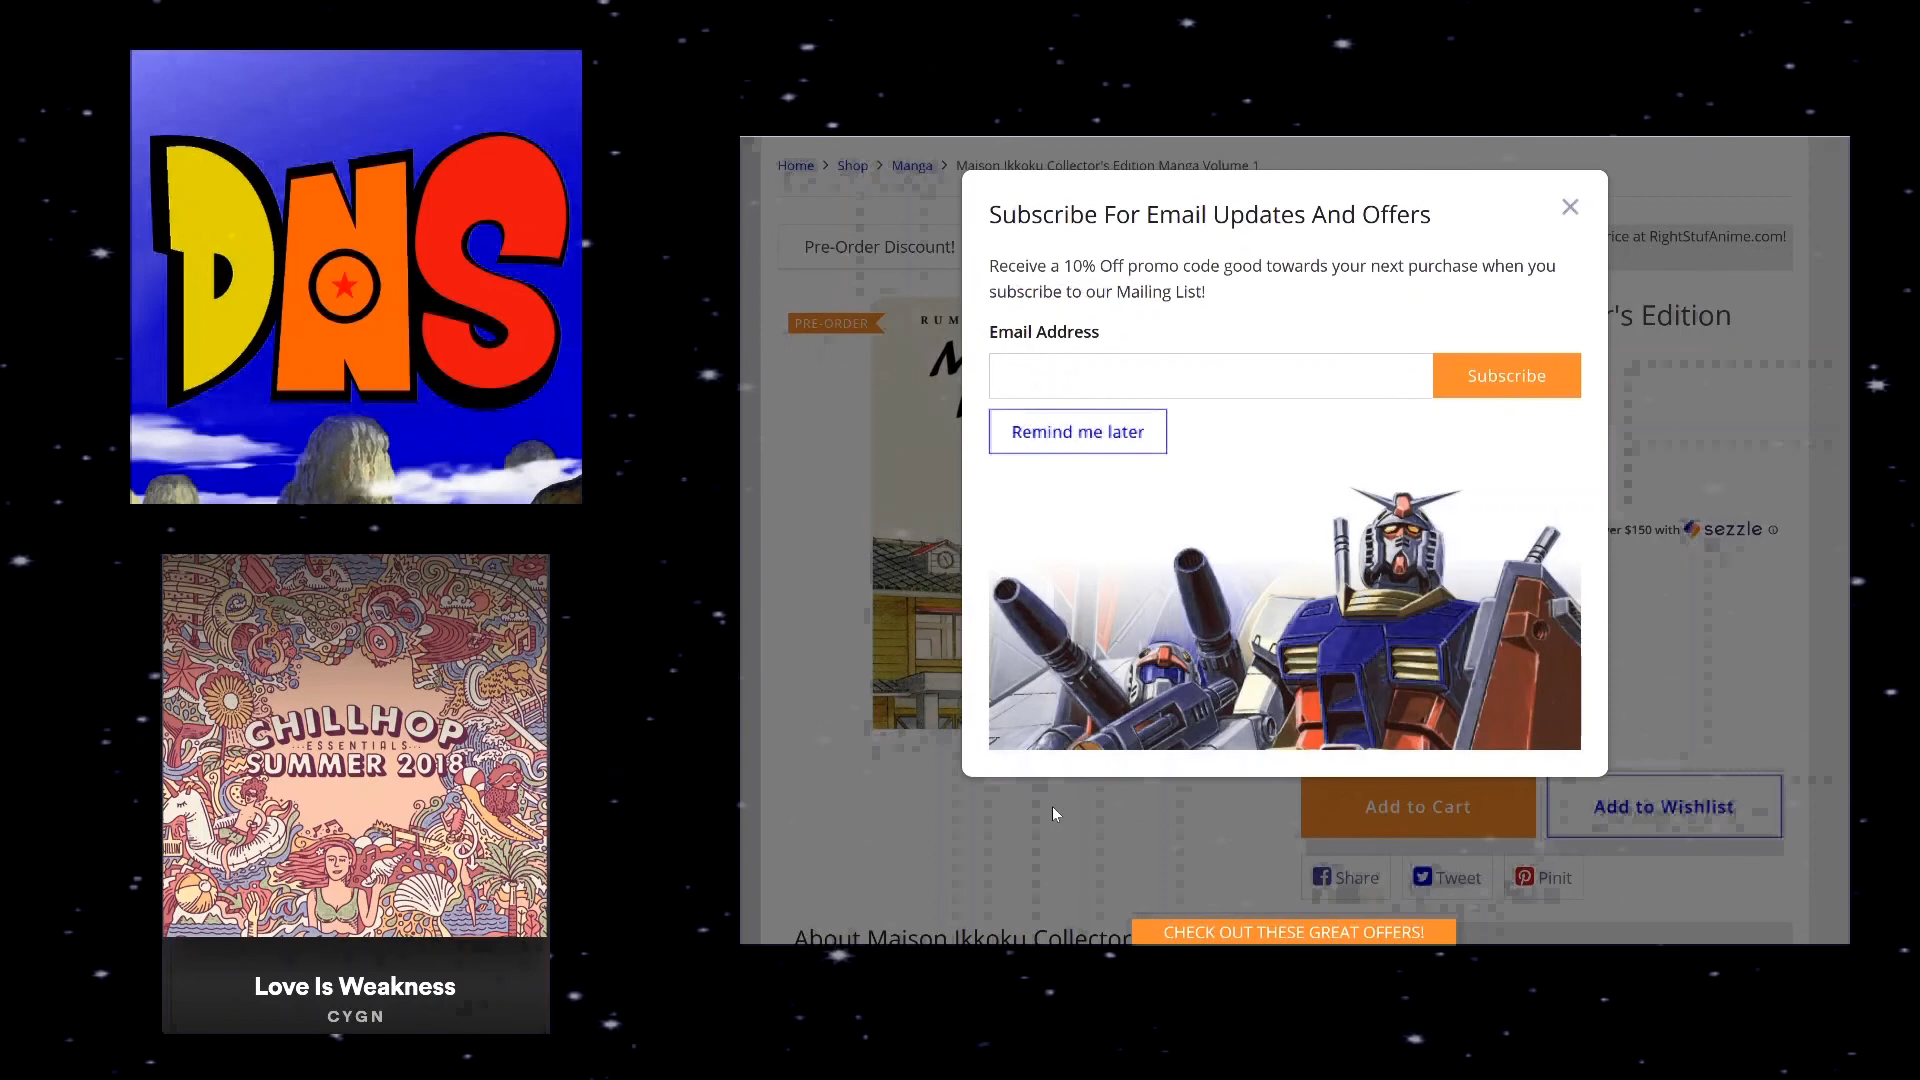 DNS
CHILLHOP
ESSENTIALS
SUMMER 2018
Love Is Weakness
CYGN
Home > Shop > Manga > Maison Ikkoku Collector's Edition Manga Volume 1
Pre-Order Discount!
rice at RightStufAnime.com!
PRE-ORDER
RUM
M
's Edition
er $150 with sezzle
Subscribe For Email Updates And Offers
Receive a 10% Off promo code good towards your next purchase when you
subscribe to our Mailing List!
Email Address
Subscribe
Remind me later
Add to Cart
Add to Wishlist
Share
Tweet
Pinit
About Maison Ikkoku Collector
CHECK OUT THESE GREAT OFFERS!